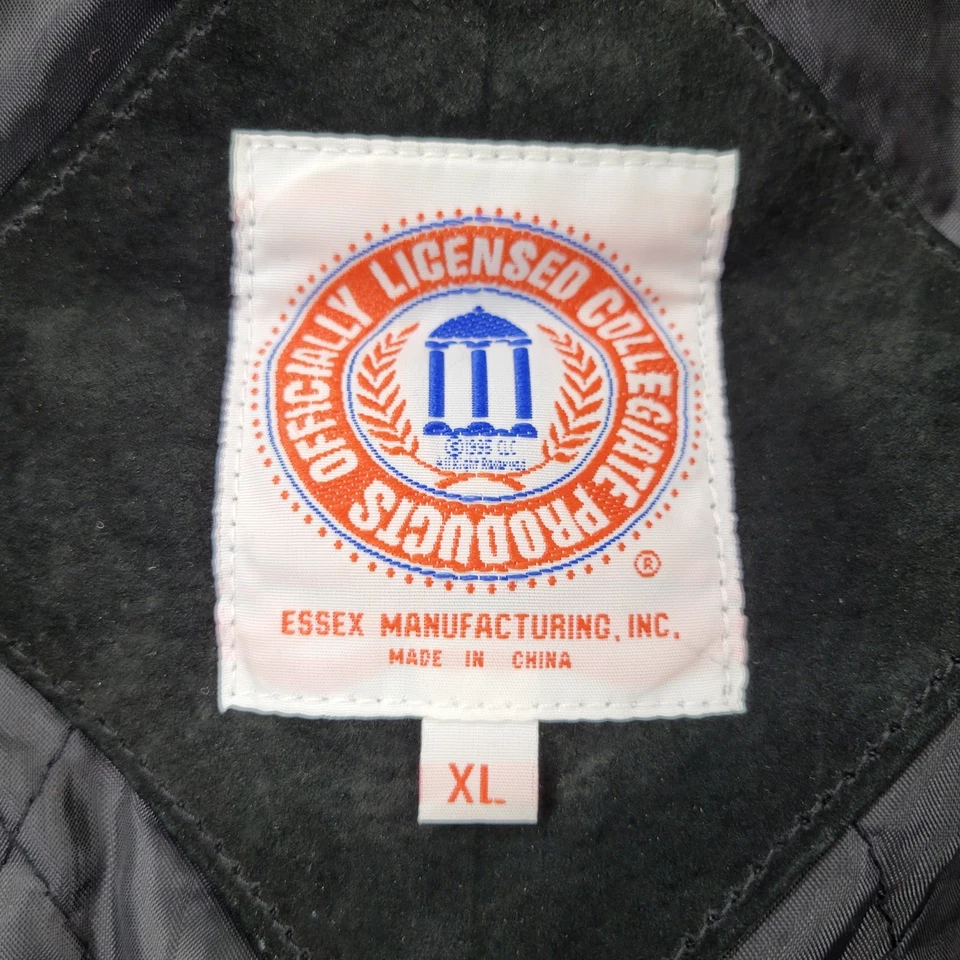 OFFICIALLY LICENSED COLLEGIATE PRODUCTS
®
ESSEX MANUFACTURING, INC.
MADE IN CHINA
XL